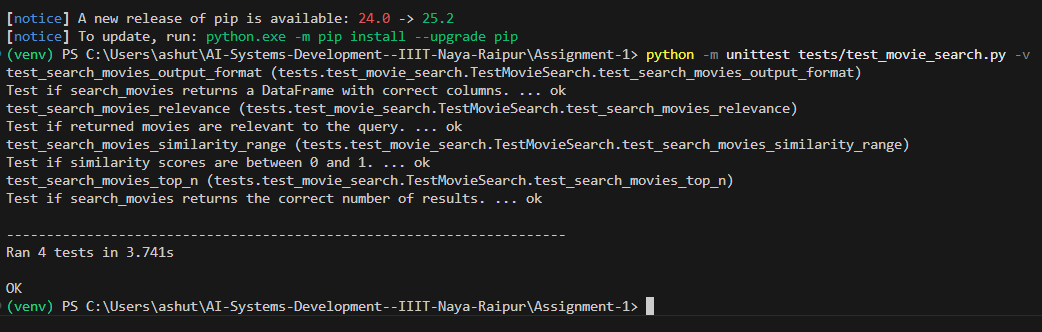 [notice] A new release of pip is available: 24.0 -> 25.2
[notice] To update, run: python.exe -m pip install --upgrade pip
(venv) PS C:\Users\ashut\AI-Systems-Development--IIIT-Naya-Raipur\Assignment-1> python -m unittest tests/test_movie_search.py -v
test_search_movies_output_format (tests.test_movie_search.TestMovieSearch.test_search_movies_output_format)
Test if search_movies returns a DataFrame with correct columns. ... ok
test_search_movies_relevance (tests.test_movie_search.TestMovieSearch.test_search_movies_relevance)
Test if returned movies are relevant to the query. ... ok
test_search_movies_similarity_range (tests.test_movie_search.TestMovieSearch.test_search_movies_similarity_range)
Test if similarity scores are between 0 and 1. ... ok
test_search_movies_top_n (tests.test_movie_search.TestMovieSearch.test_search_movies_top_n)
Test if search_movies returns the correct number of results. ... ok
----------------------------------------------------------------------
Ran 4 tests in 3.741s
OK
(venv) PS C:\Users\ashut\AI-Systems-Development--IIIT-Naya-Raipur\Assignment-1>